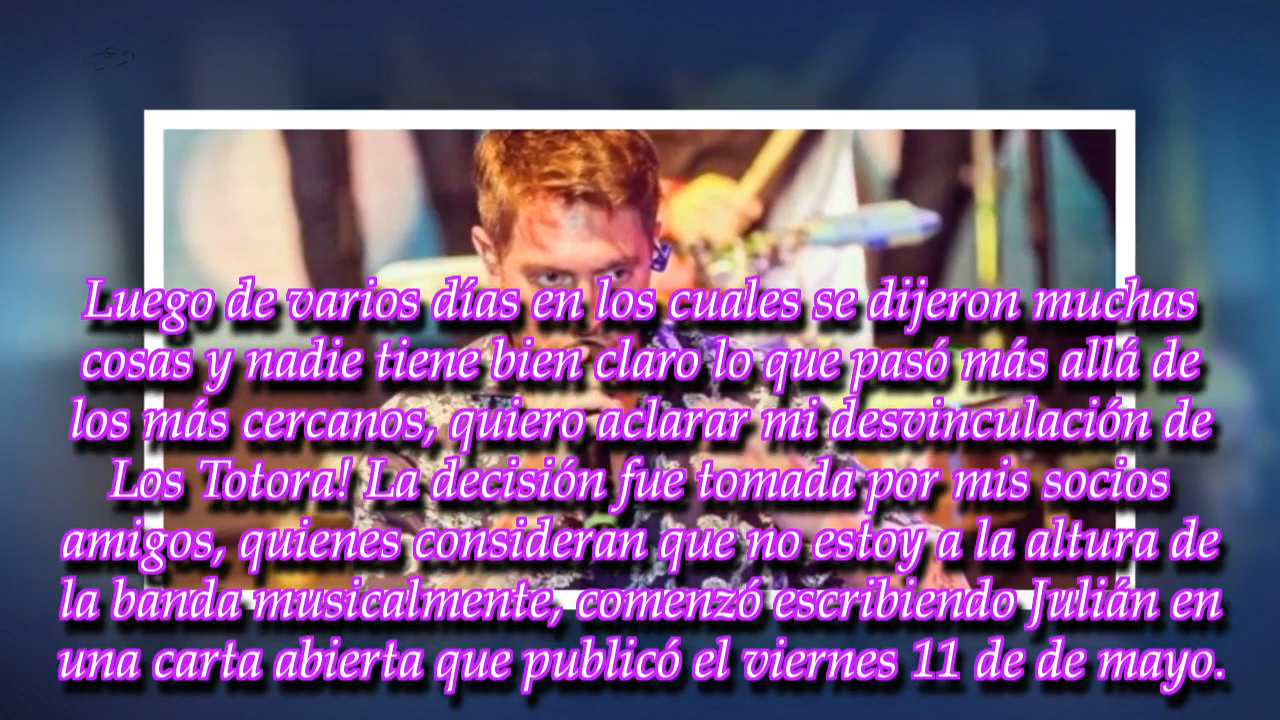 Luego de varios días en los cuales se dijeron muchas
cosas y nadie tiene bien claro lo que pasó más allá de
los más cercanos, quiero aclarar mi desvinculación de
Los Totora! La decisión fue tomada por mis socios
amigos, quienes consideran que no estoy a la altura de
la banda musicalmente, comenzó escribiendo Julián en
una carta abierta que publicó el viernes 11 de de mayo.